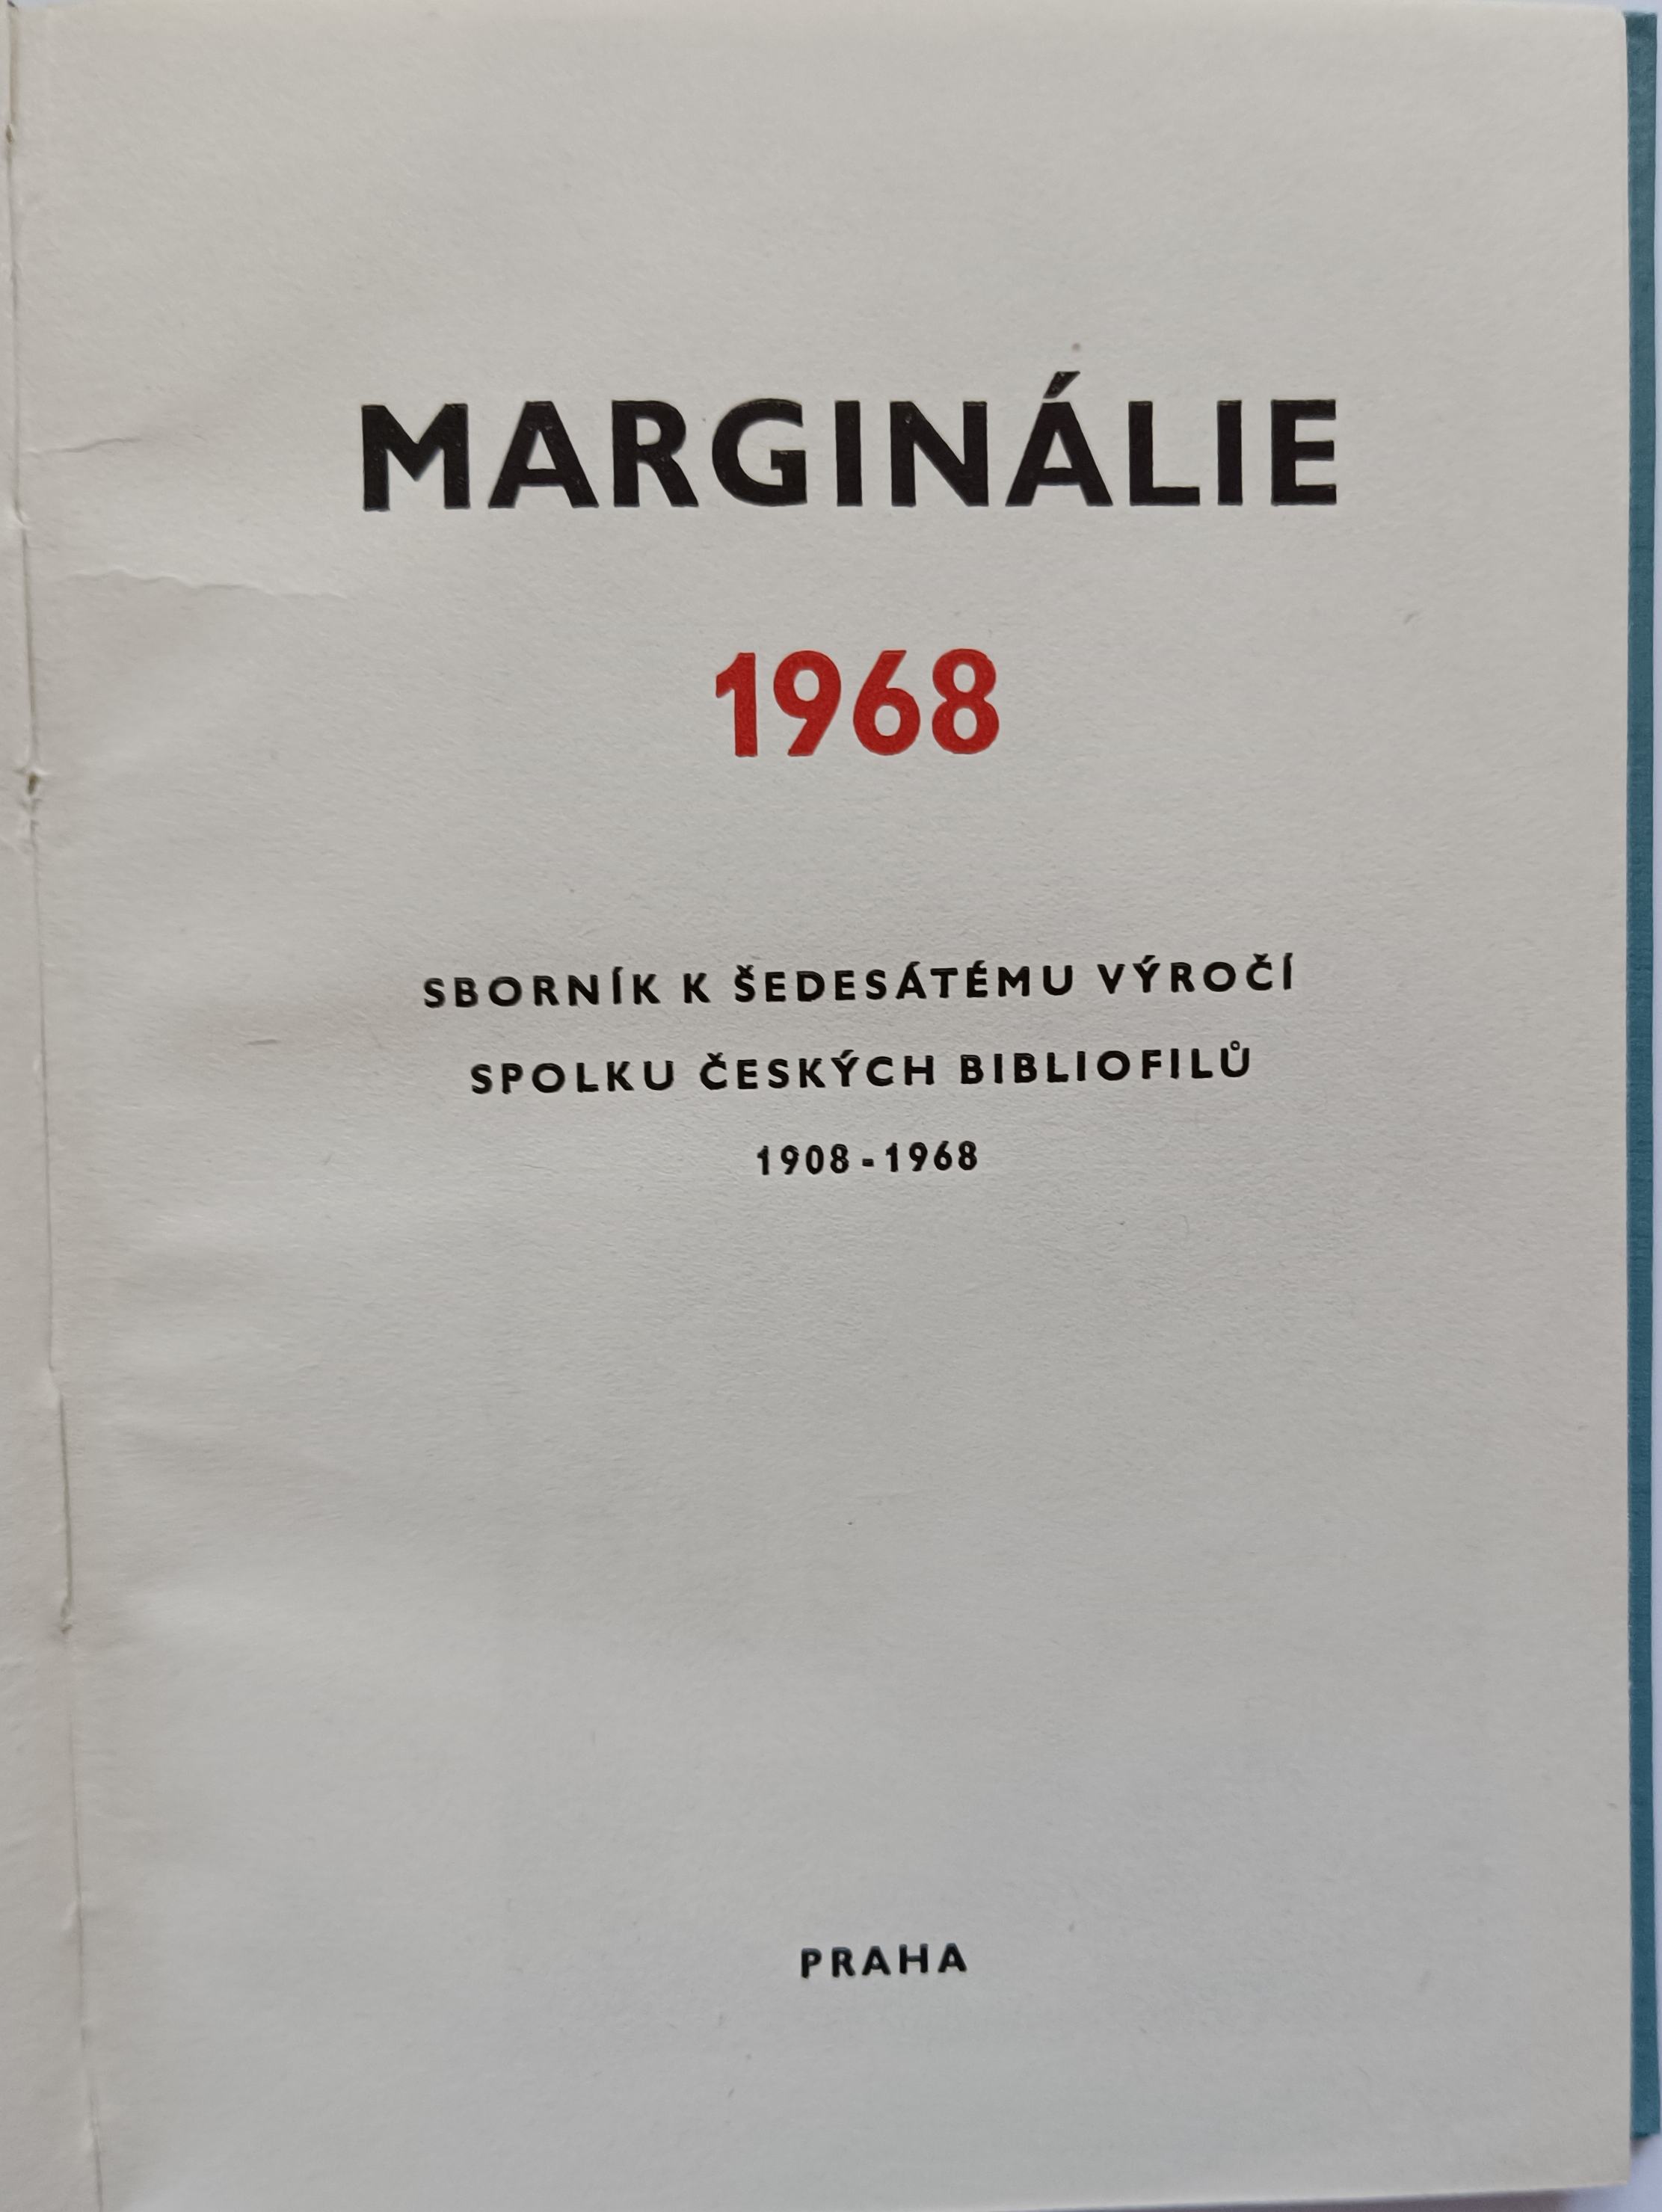 MARGINÁLIE
1968
SBORNÍK K ŠEDESÁTÉMU VÝROČÍ
SPOLKU ČESKÝCH BIBLIOFILŮ
1908-1968
PRAHA